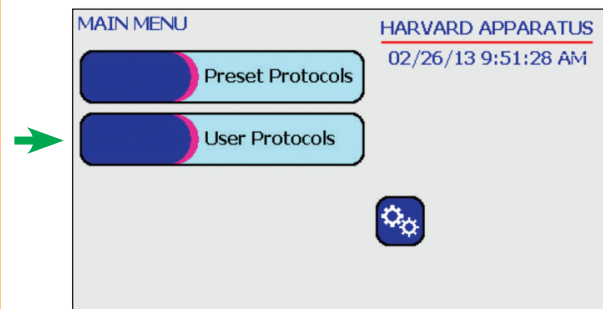 MAIN MENU
HARVARD APPARATUS
02/26/13 9:51:28 AM
Preset Protocols
User Protocols